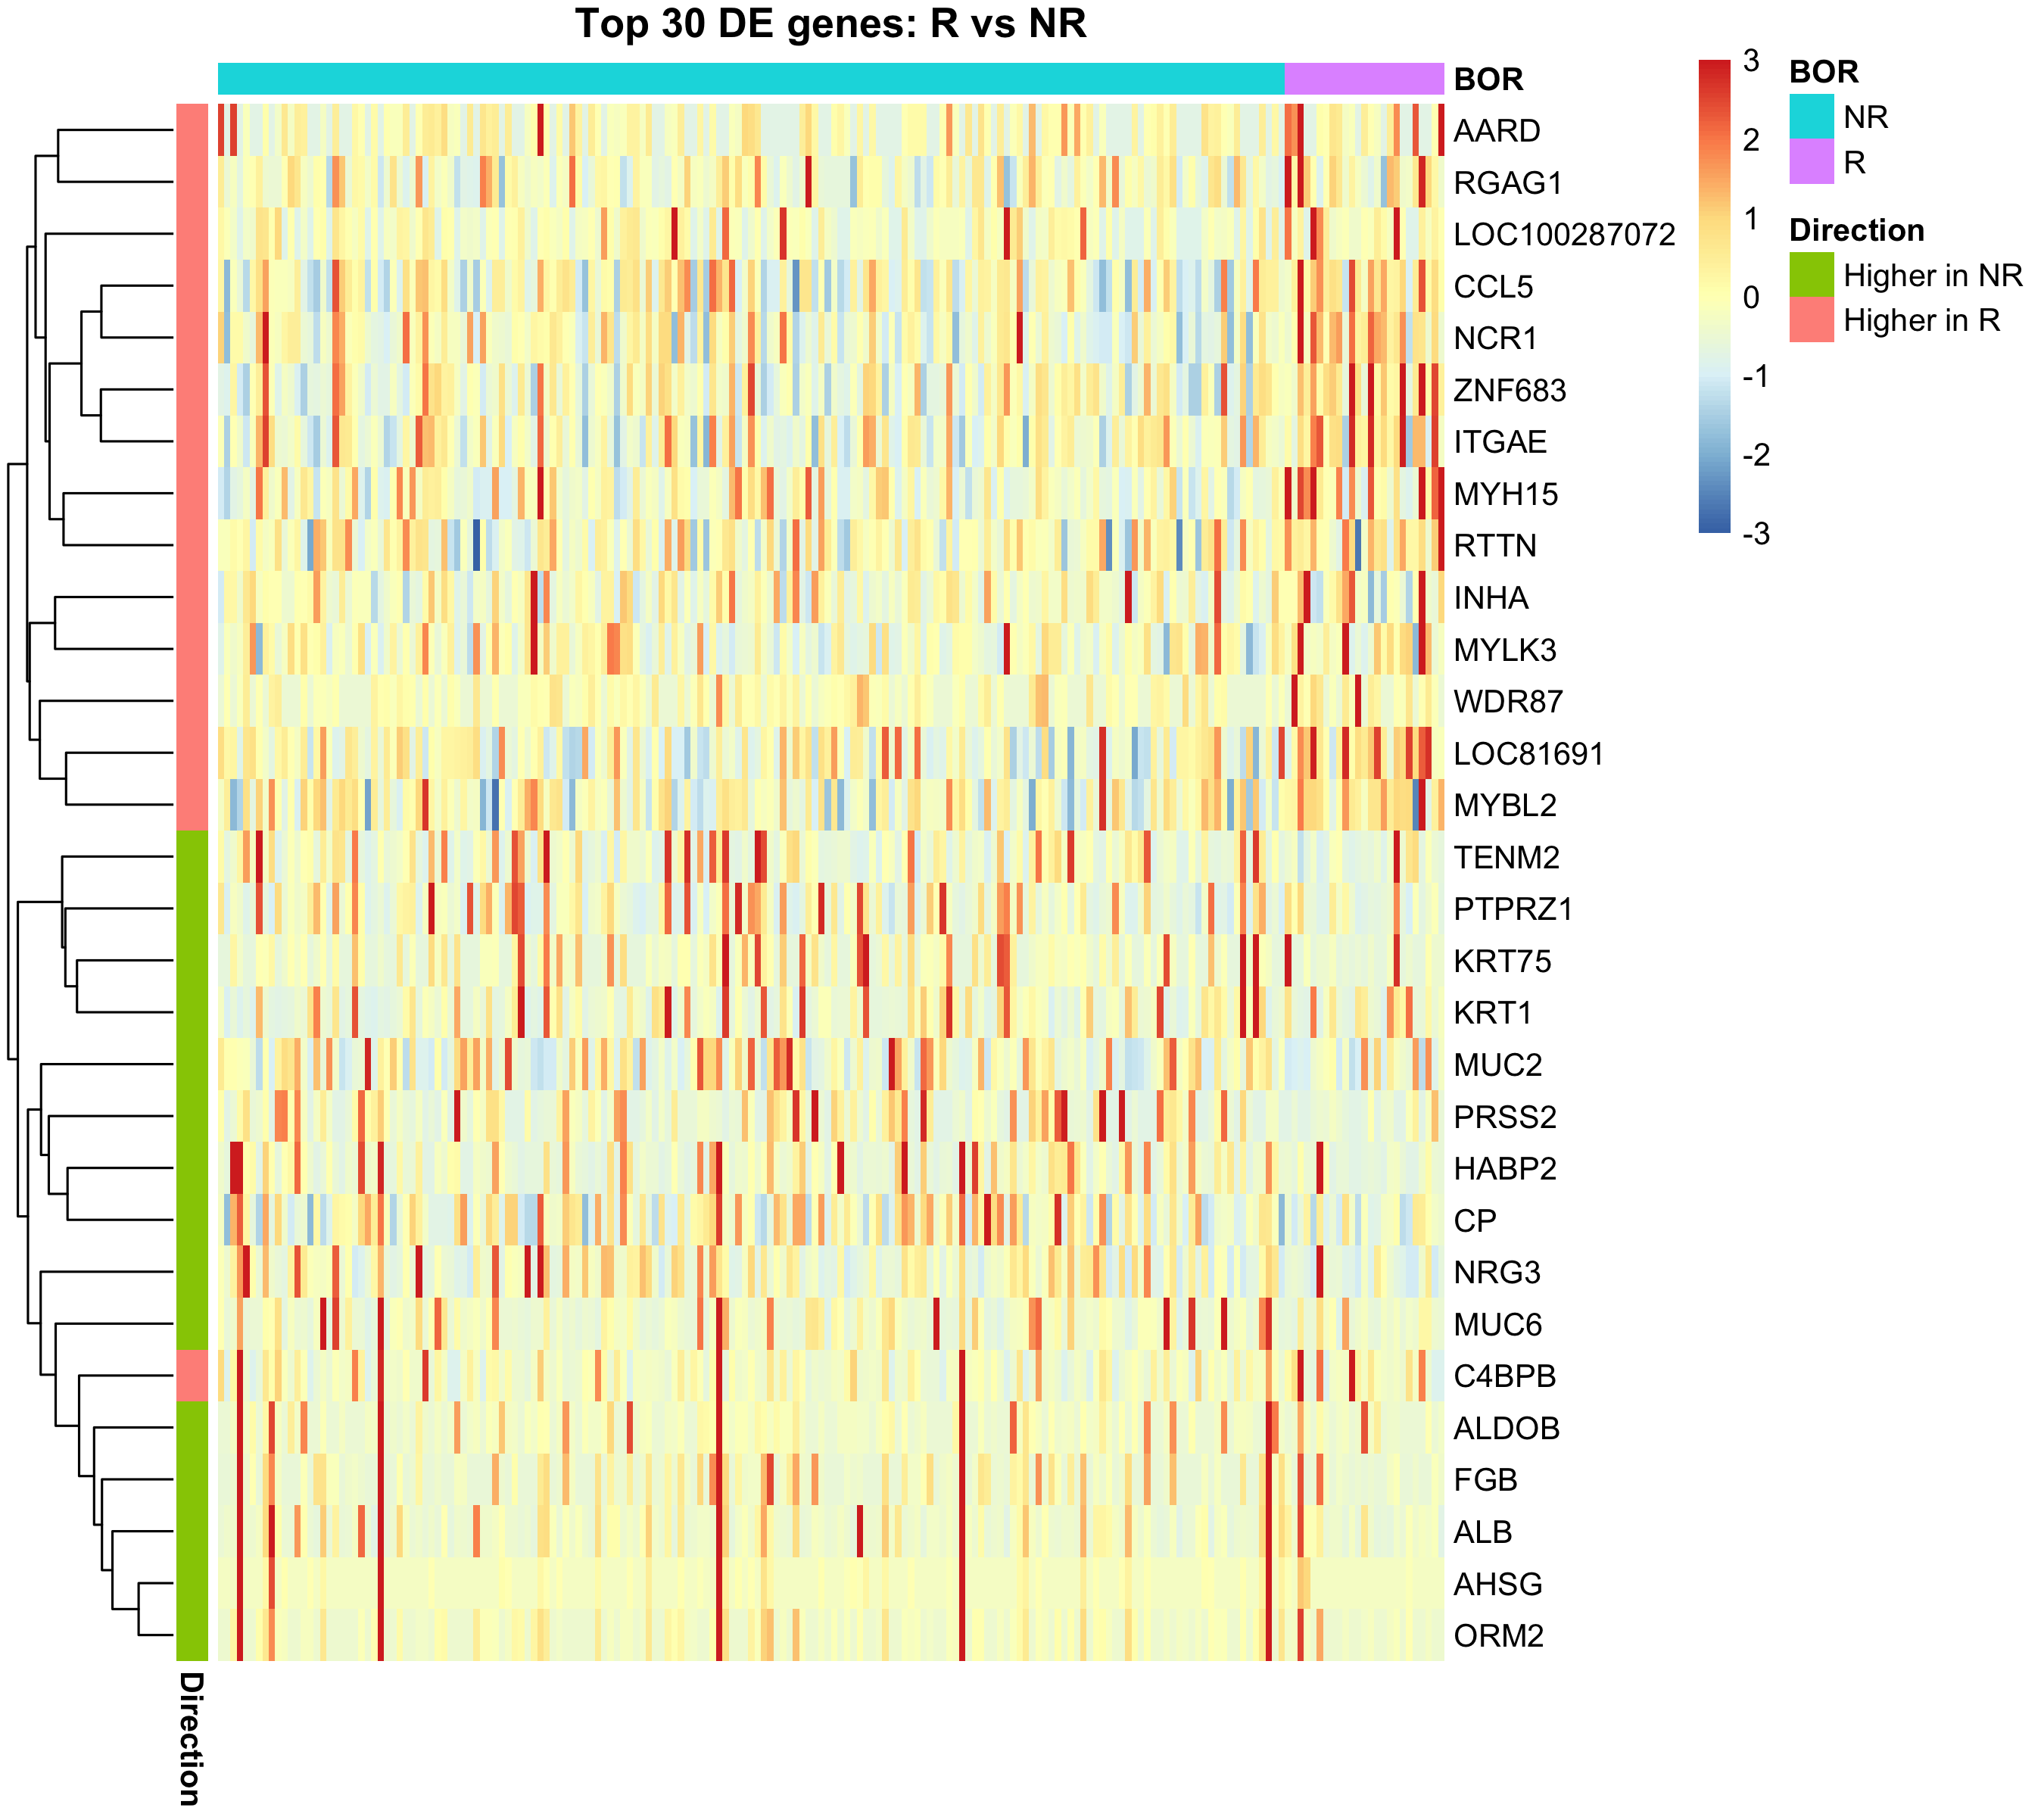 Top 30 DE genes: R vs NR
BOR
AARD
RGAG1
LOC100287072
CCL5
NCR1
ZNF683
ITGAE
MYH15
RTTN
INHA
MYLK3
WDR87
LOC81691
MYBL2
TENM2
PTPRZ1
KRT75
KRT1
MUC2
PRSS2
HABP2
CP
NRG3
MUC6
C4BPB
ALDOB
FGB
ALB
AHSG
ORM2
Direction
3
2
1
0
-1
-2
-3
BOR
NR
R
Direction
Higher in NR
Higher in R